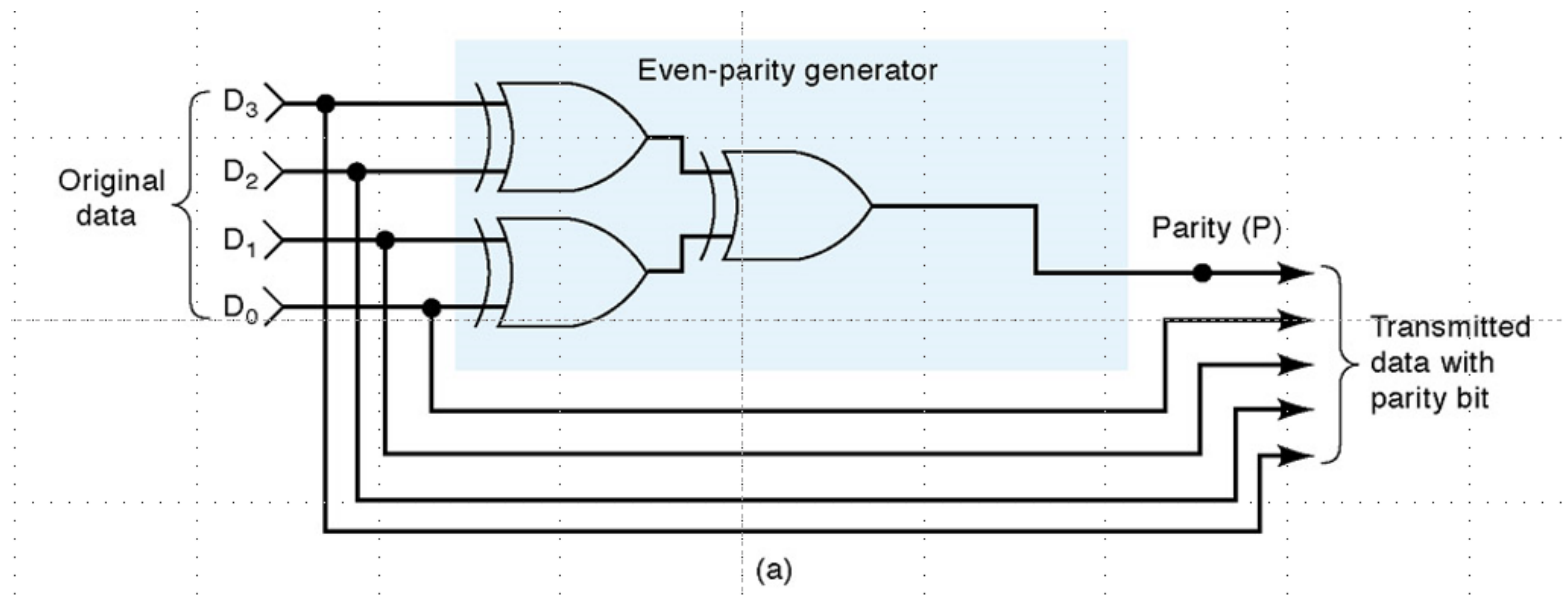 Even-parity generator
D3
D2
D1
D0
Original
data
Parity (P)
Transmitted
data with
parity bit
(a)